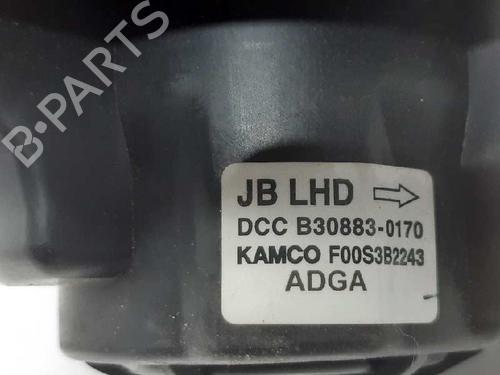 B-PARTS
JB LHD
DCC B30883-0170
KAMCO F00S3B2243
ADGA